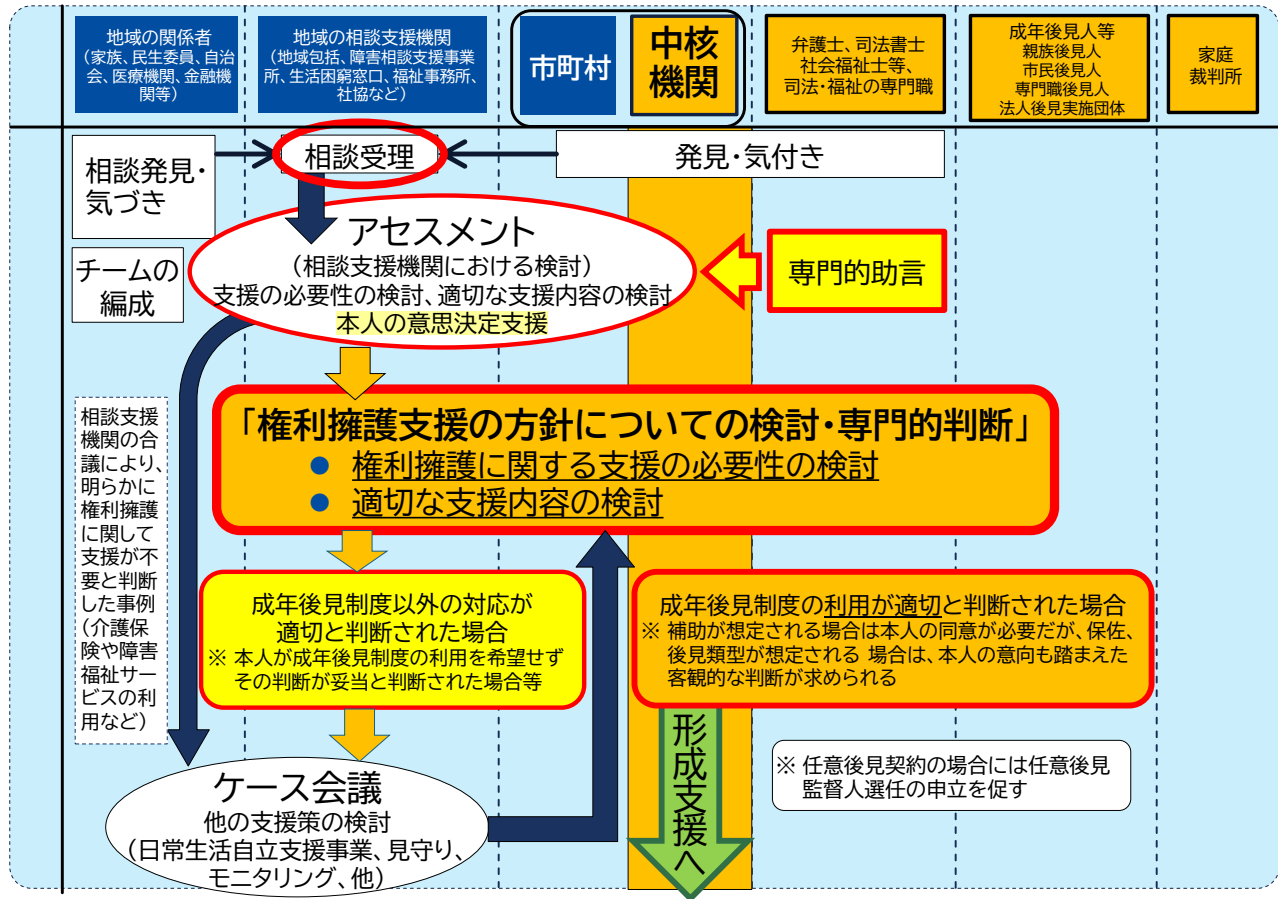 地域の関係者
(家族、民生委員、自治
会、医療機関、金融機
関等)
地域の相談支援機関
(地域包括、障害相談支援事業
所、生活困窮窓口、福祉事務所、
社協など)
市町村
中核
機関
弁護士、司法書士
社会福祉士等、
司法・福祉の専門職
成年後見人等
親族後見人
市民後見人
専門職後見人
法人後見実施団体
家庭
裁判所
相談発見・
気づき
相談受理
発見・気付き
アセスメント
(相談支援機関における検討)
支援の必要性の検討、適切な支援内容の検討
本人の意思決定支援
専門的助言
チームの
編成
相談支援
機関の合
議により、
明らかに
権利擁護
に関して
支援が不
要と判断
した事例
(介護保
険や障害
福祉サー
ビスの利
用など)
「権利擁護支援の方針についての検討・専門的判断」
● 権利擁護に関する支援の必要性の検討
● 適切な支援内容の検討
成年後見制度以外の対応が
適切と判断された場合
※ 本人が成年後見制度の利用を希望せず
その判断が妥当と判断された場合等
成年後見制度の利用が適切と判断された場合
※ 補助が想定される場合は本人の同意が必要だが、保佐、
後見類型が想定される 場合は、本人の意向も踏まえた
客観的な判断が求められる
形成支援へ
※ 任意後見契約の場合には任意後見
監督人選任の申立を促す
ケース会議
他の支援策の検討
(日常生活自立支援事業、見守り、
モニタリング、他)